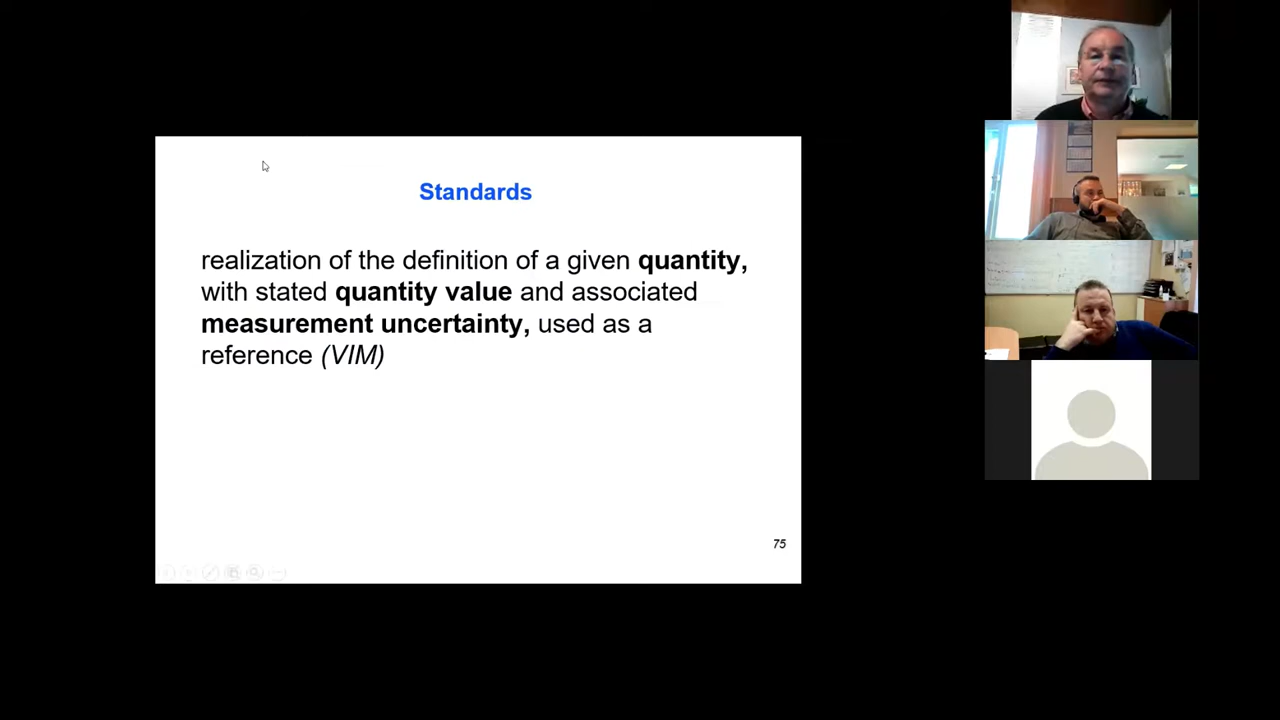 Standards
realization of the definition of a given quantity,
with stated quantity value and associated
measurement uncertainty, used as a
reference (VIM)
75